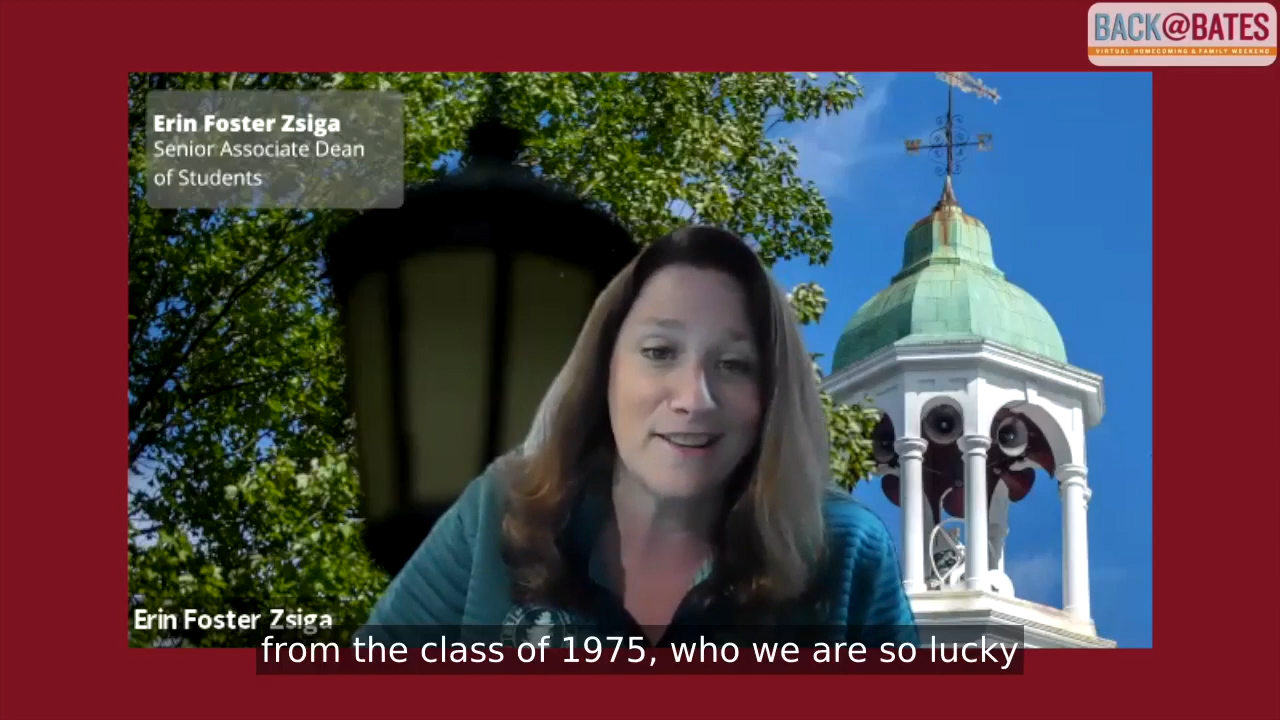 BACK@BATES
VIRTUAL HOMECOMING & FAMILY WEEKEND
Erin Foster Zsiga
Senior Associate Dean
of Students
Erin Foster Zsiga
from the class of 1975, who we are so lucky